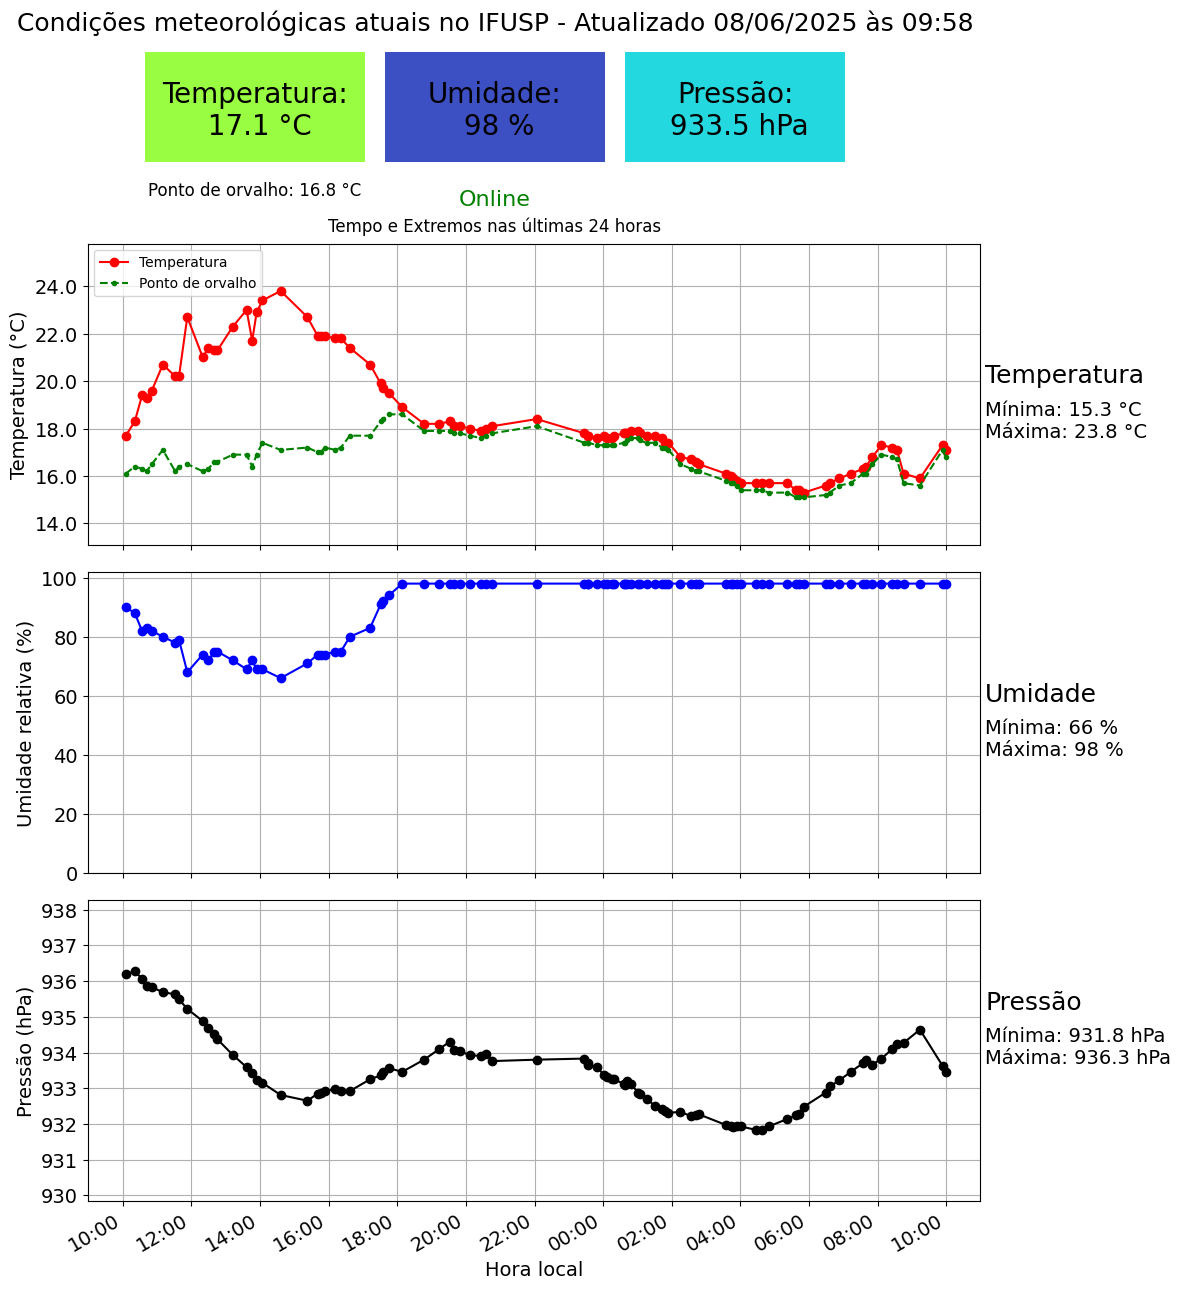 Condições meteorológicas atuais no IFUSP - Atualizado 08/06/2025 às 09:58
Temperatura:
17.1 °C
Umidade:
98 %
Pressão:
933.5 hPa
Ponto de orvalho: 16.8 °C
Online
Tempo e Extremos nas últimas 24 horas
Temperatura
Ponto de orvalho
Temperatura (°C)
24.0
22.0
20.0
18.0
16.0
14.0
Temperatura
Mínima: 15.3 °C
Máxima: 23.8 °C
Umidade relativa (%)
100
80
60
40
20
0
Umidade
Mínima: 66 %
Máxima: 98 %
Pressão (hPa)
938
937
936
935
934
933
932
931
930
Pressão
Mínima: 931.8 hPa
Máxima: 936.3 hPa
10:00 12:00 14:00 16:00 18:00 20:00 22:00 00:00 02:00 04:00 06:00 08:00 10:00
Hora local